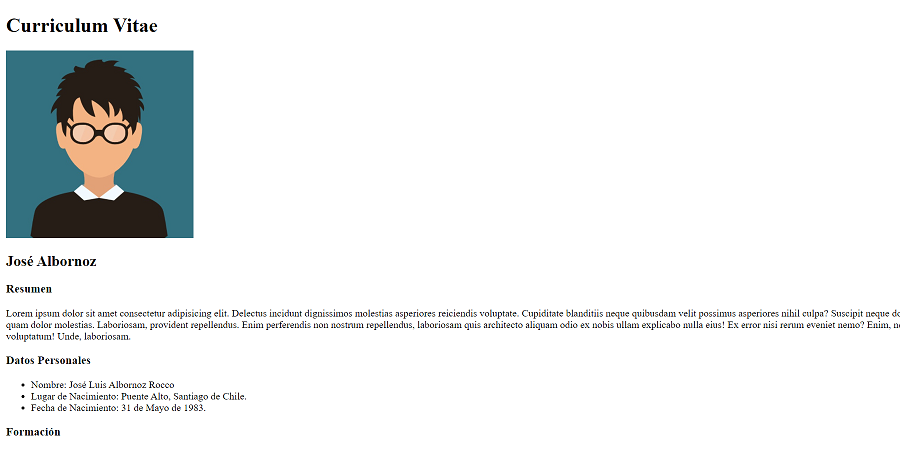 Curriculum Vitae
José Albornoz
Resumen
Lorem ipsum dolor sit amet consectetur adipisicing elit. Delectus incidunt dignissimos molestias asperiores reiciendis voluptate. Cupiditate blanditiis neque quibusdam velit possimus asperiores nihil culpa? Suscipit neque
quam dolor molestias. Laboriosam, provident repellendus. Enim perferendis non nostrum repellendus, laboriosam quis architecto aliquam odio ex nobis ullam explicabo nulla eius! Ex error nisi rerum eveniet nemo? Enim,
voluptatum! Unde, laboriosam.
Datos Personales
Nombre: José Luis Albornoz Rocco
Lugar de Nacimiento: Puente Alto, Santiago de Chile.
Fecha de Nacimiento: 31 de Mayo de 1983.
Formación